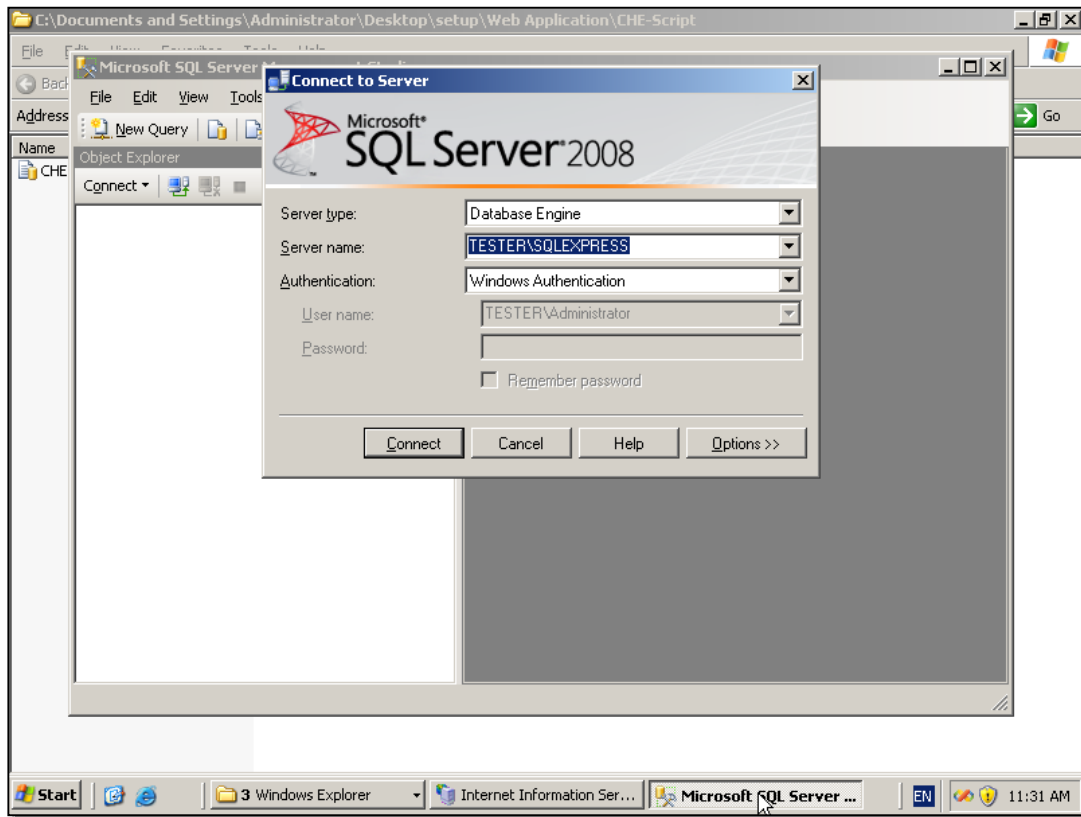 C:\Documents and Settings\Administrator\Desktop\setup\Web Application\CHE-Script
File
Back
Address
Go
Name
CHE
Microsoft SQL Server
File Edit View Tools
New Query
Object Explorer
Connect
Connect to Server
Microsoft®
SQL Server®2008
Server type: Database Engine
Server name: TESTER\SQLEXPRESS
Authentication: Windows Authentication
User name: TESTER\Administrator
Password:
Remember password
Connect Cancel Help Options >>
Start 3 Windows Explorer Internet Information Ser... Microsoft SQL Server ... EN 11:31 AM